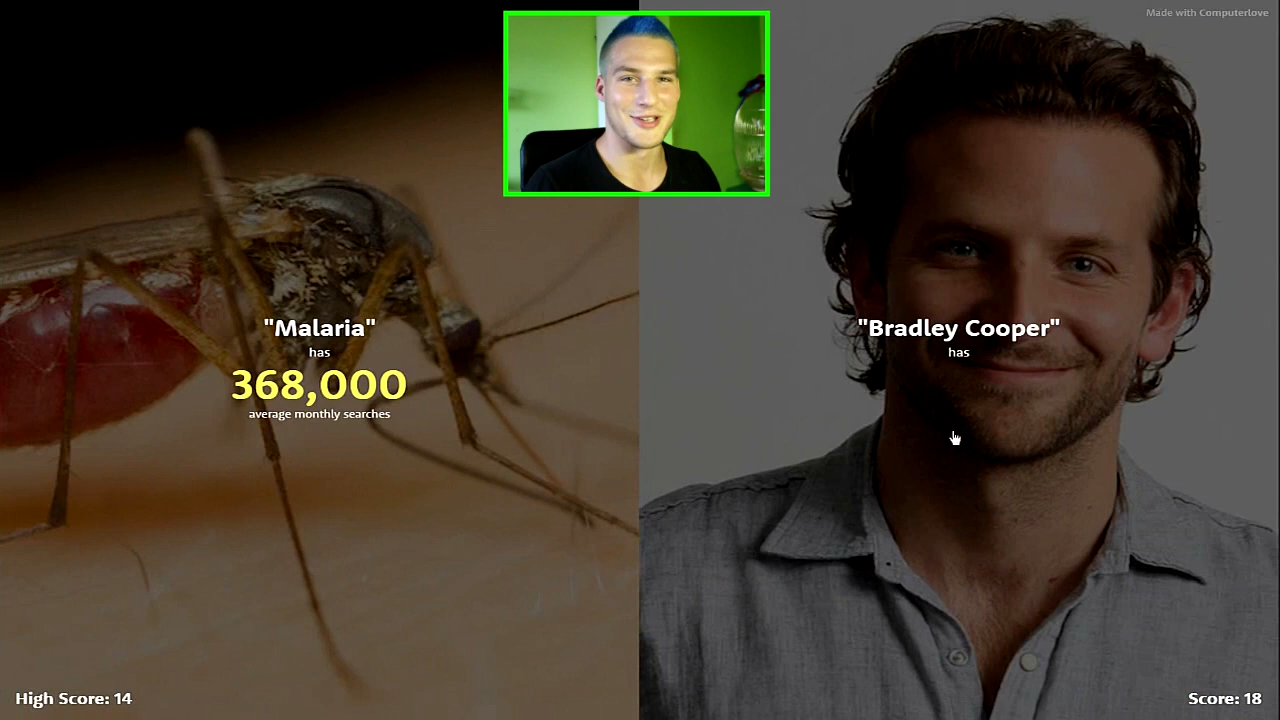 Made with Computerlove
"Malaria"
has
368,000
average monthly searches
"Bradley Cooper"
has
High Score: 14
Score: 18